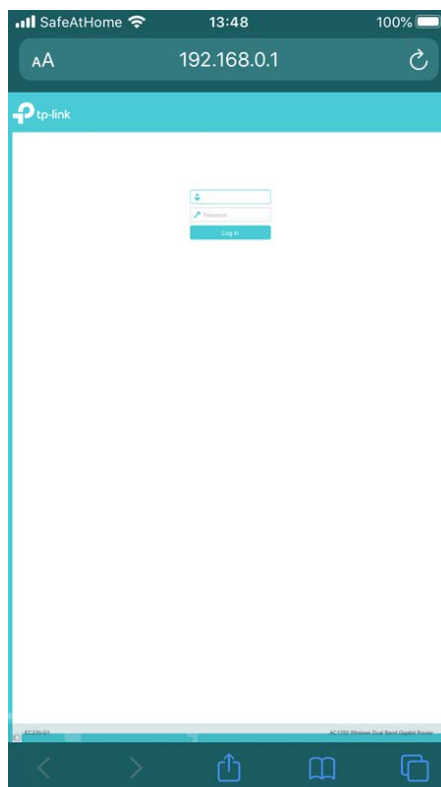 SafeAtHome 13:48 100%
AA 192.168.0.1
tp-link
Password
Log in
EC230-G1 AC1350 Wireless Dual Band Gigabit Router